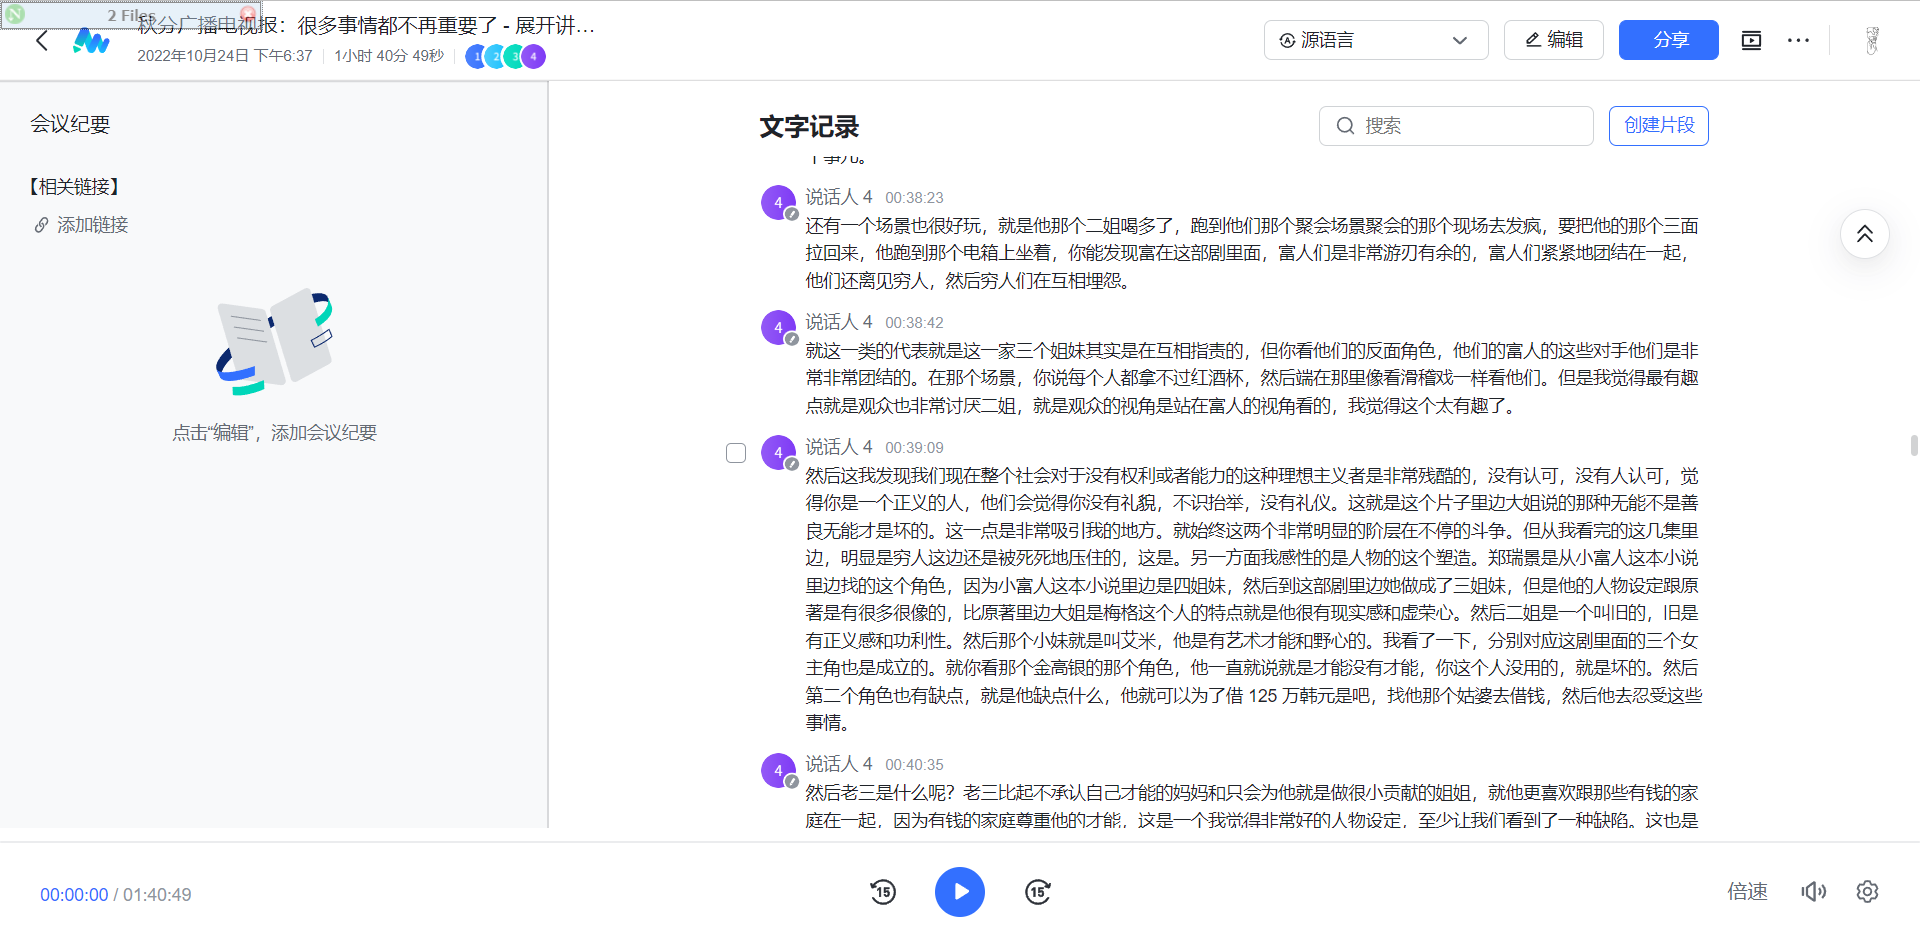 2 Files
秋分广播电视报：很多事情都不再重要了 - 展开讲…
2022年10月24日 下午6:37
1小时 40分 49秒
1 2 3 4
源语言
编辑
分享
会议纪要
【相关链接】
添加链接
点击“编辑”，添加会议纪要
文字记录
搜索
创建片段
个事儿。
4 说话人 4 00:38:23
还有一个场景也很好玩，就是他那个二姐喝多了，跑到他们那个聚会场景聚会的那个现场去发疯，要把他的那个三面
拉回来，他跑到那个电箱上坐着，你能发现富在这部剧里面，富人们是非常游刃有余的，富人们紧紧地团结在一起，
他们还离见穷人，然后穷人们在互相埋怨。
4 说话人 4 00:38:42
就这一类的代表就是这一家三个姐妹其实是在互相指责的，但你看他们的反面角色，他们的富人的这些对手他们是非
常非常团结的。在那个场景，你说每个人都拿不过红酒杯，然后端在那里像看滑稽戏一样看他们。但是我觉得最有趣
点就是观众也非常讨厌二姐，就是观众的视角是站在富人的视角看的，我觉得这个太有趣了。
4 说话人 4 00:39:09
然后这我发现我们现在整个社会对于没有权利或者能力的这种理想主义者是非常残酷的，没有认可，没有人认可，觉
得你是一个正义的人，他们会觉得你没有礼貌，不识抬举，没有礼仪。这就是这个片子里边大姐说的那种无能不是善
良无能才是坏的。这一点是非常吸引我的地方。就始终这两个非常明显的阶层在不停的斗争。但从我看完的这几集里
边，明显是穷人这边还是被死死地压住的，这是。另一方面我感性的是人物的这个塑造。郑瑞景是从小富人这本小说
里边找的这个角色，因为小富人这本小说里边是四姐妹，然后到这部剧里边她做成了三姐妹，但是他的人物设定跟原
著是有很多很像的，比原著里边大姐是梅格这个人的特点就是他很有现实感和虚荣心。然后二姐是一个叫旧的，旧是
有正义感和功利性。然后那个小妹就是叫艾米，他是有艺术才能和野心的。我看了一下，分别对应这剧里面的三个女
主角也是成立的。就你看那个金高银的那个角色，他一直就说就是才能没有才能，你这个人没用的，就是坏的。然后
第二个角色也有缺点，就是他缺点什么，他就可以为了借 125 万韩元是吧，找他那个姑婆去借钱，然后他去忍受这些
事情。
4 说话人 4 00:40:35
然后老三是什么呢？老三比起不承认自己才能的妈妈和只会为他就是做很小贡献的姐姐，就他更喜欢跟那些有钱的家
庭在一起，因为有钱的家庭尊重他的才能，这是一个我觉得非常好的人物设定，至少让我们看到了一种缺陷。这也是
00:00:00 / 01:40:49
15
15
倍速